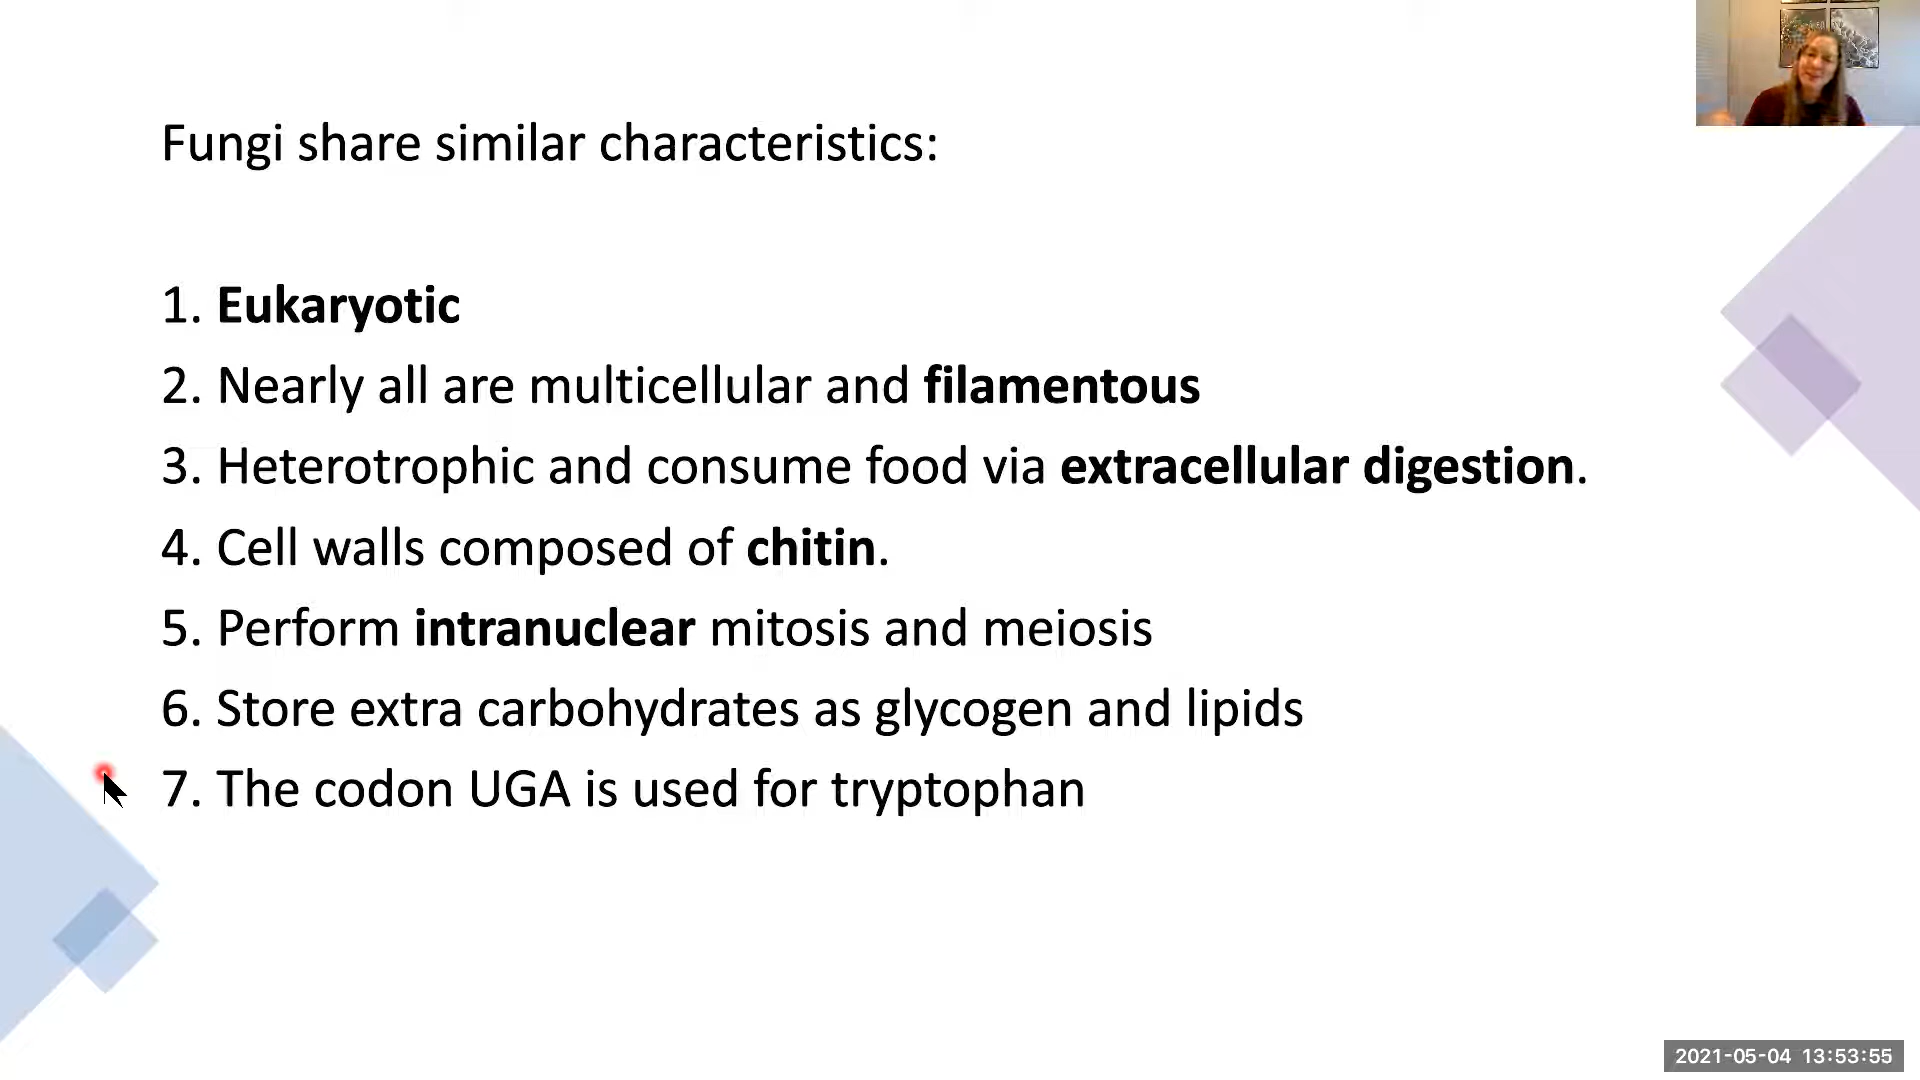 Fungi share similar characteristics:
1. Eukaryotic
2. Nearly all are multicellular and filamentous
3. Heterotrophic and consume food via extracellular digestion.
4. Cell walls composed of chitin.
5. Perform intranuclear mitosis and meiosis
6. Store extra carbohydrates as glycogen and lipids
7. The codon UGA is used for tryptophan
2021-05-04 13:53:55